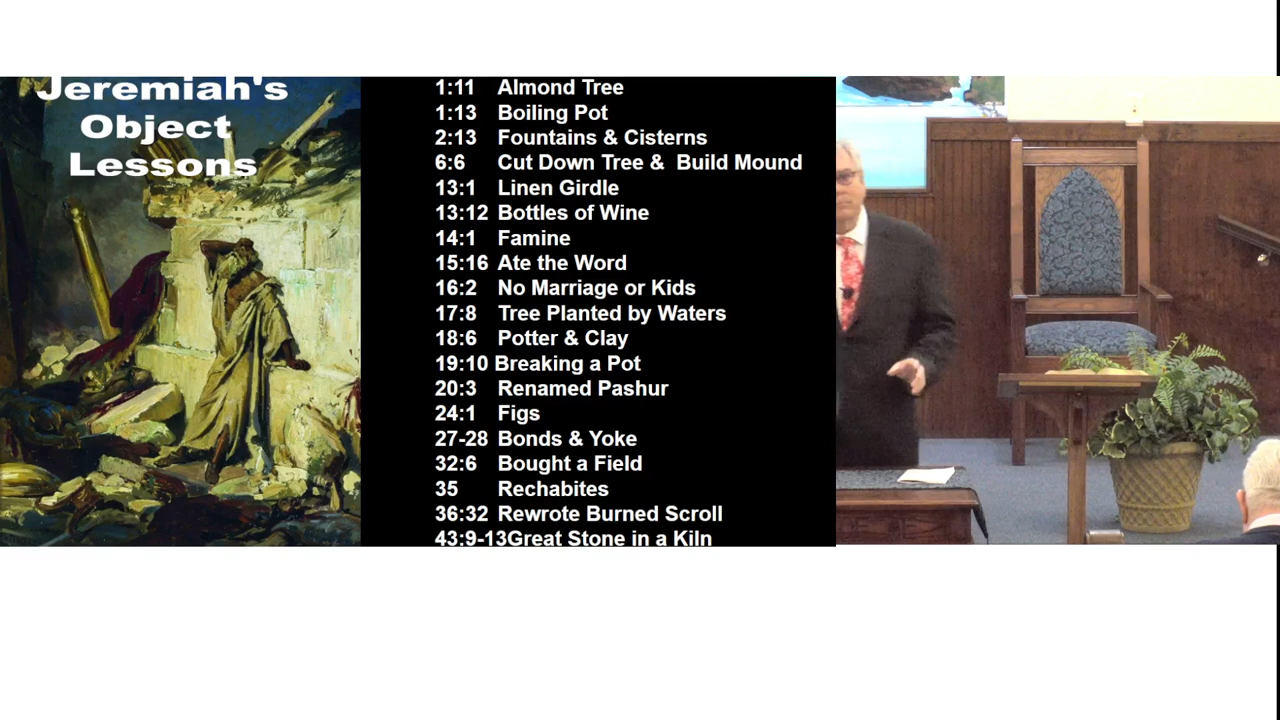 Jeremiah's
Object
Lessons
1:11 Almond Tree
1:13 Boiling Pot
2:13 Fountains & Cisterns
6:6 Cut Down Tree & Build Mound
13:1 Linen Girdle
13:12 Bottles of Wine
14:1 Famine
15:16 Ate the Word
16:2 No Marriage or Kids
17:8 Tree Planted by Waters
18:6 Potter & Clay
19:10 Breaking a Pot
20:3 Renamed Pashur
24:1 Figs
27-28 Bonds & Yoke
32:6 Bought a Field
35 Rechabites
36:32 Rewrote Burned Scroll
43:9-13Great Stone in a Kiln